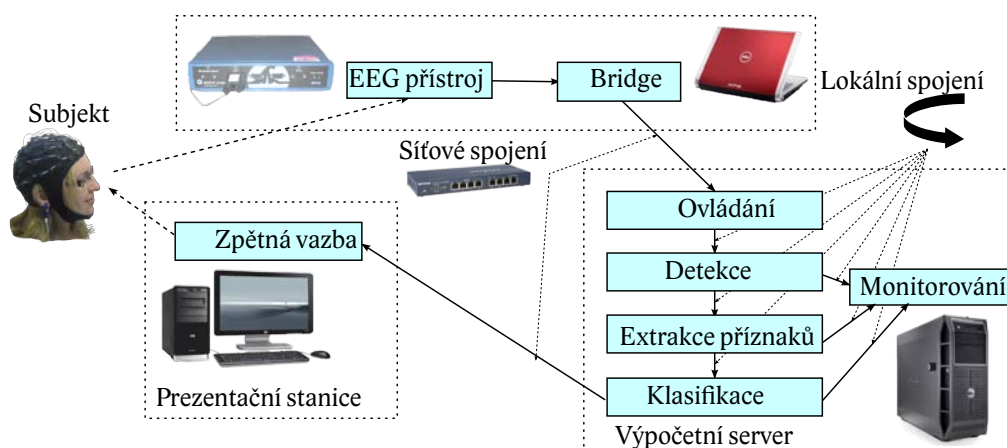 EEG přístroj
Bridge
Lokální spojení
Subjekt
Síťové spojení
Ovládání
Zpětná vazba
Detekce
Monitorování
Extrakce příznaků
Klasifikace
Prezentační stanice
Výpočetní server